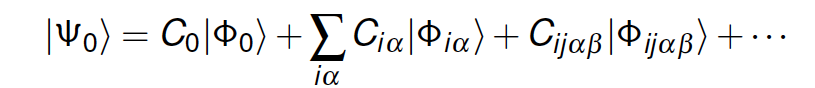 |Ψ₀⟩ = C₀|Φ₀⟩ + ∑_{iα} C_{iα}|Φ_{iα}⟩ + C_{ijαβ}|Φ_{ijαβ}⟩ + ⋯